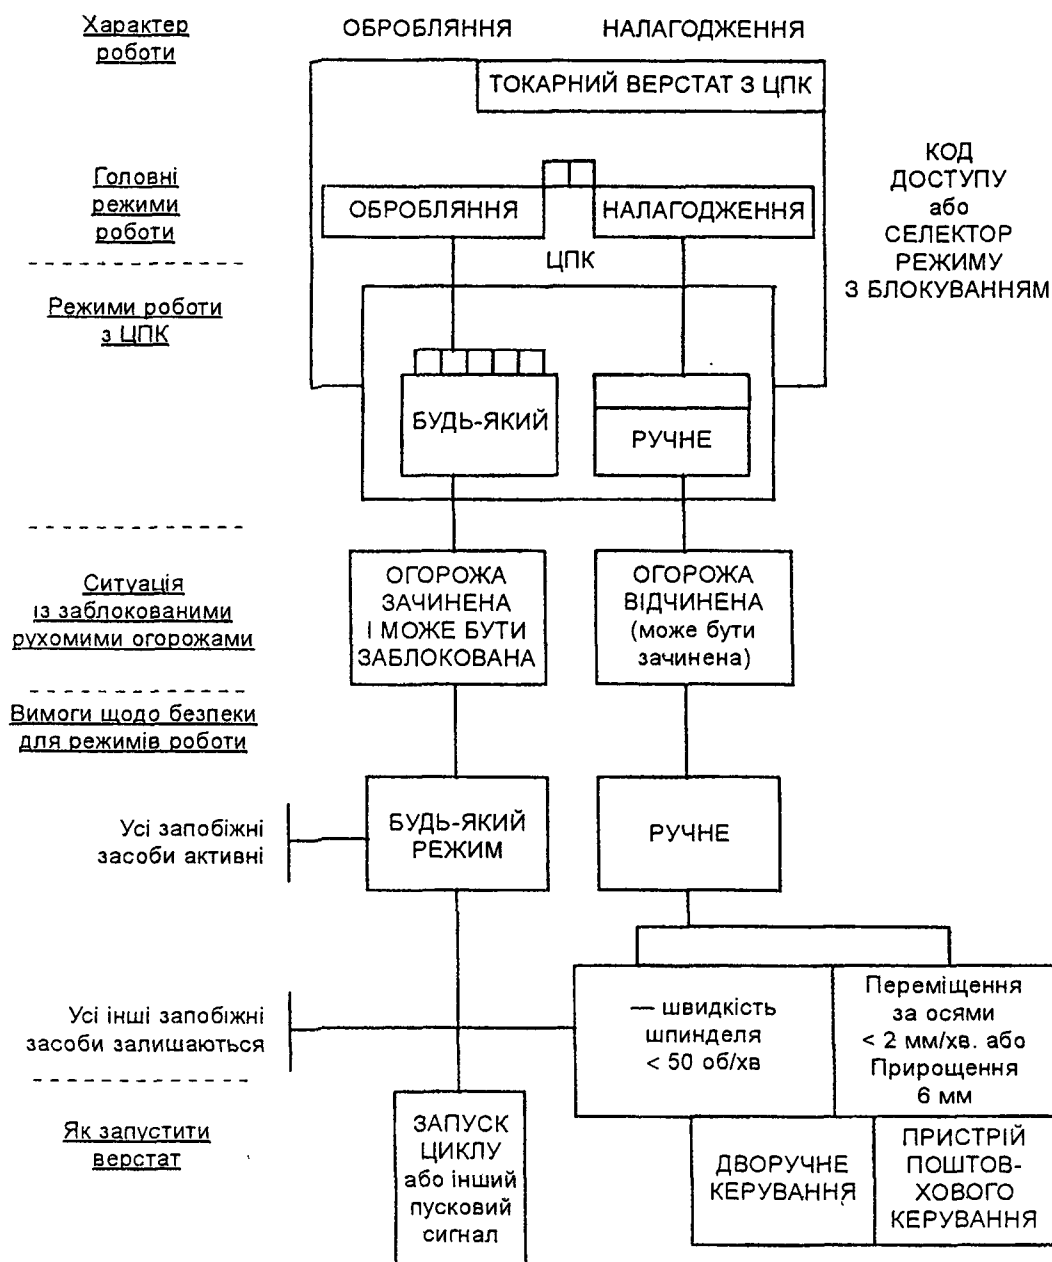 Характер
роботи
ОБРОБЛЯННЯ
НАЛАГОДЖЕННЯ
ТОКАРНИЙ ВЕРСТАТ З ЦПК
Головні
режими
роботи
ОБРОБЛЯННЯ
НАЛАГОДЖЕННЯ
ЦПК
КОД
ДОСТУПУ
або
СЕЛЕКТОР
РЕЖИМУ
З БЛОКУВАННЯМ
Режими роботи
з ЦПК
БУДЬ-ЯКИЙ
РУЧНЕ
Ситуація
із заблокованими
рухомими огорожами
ОГОРОЖА
ЗАЧИНЕНА
І МОЖЕ БУТИ
ЗАБЛОКОВАНА
ОГОРОЖА
ВІДЧИНЕНА
(може бути
зачинена)
Вимоги щодо безпеки
для режимів роботи
Усі запобіжні
засоби активні
БУДЬ-ЯКИЙ
РЕЖИМ
РУЧНЕ
Усі інші запобіжні
засоби залишаються
— швидкість
шпинделя
< 50 об/хв
Переміщення
за осями
< 2 мм/хв. або
Прирощення
6 мм
Як запустити
верстат
ЗАПУСК
ЦИКЛУ
або інший
пусковий
сигнал
ДВОРУЧНЕ
КЕРУВАННЯ
ПРИСТРІЙ
ПОШТОВ-
ХОВОГО
КЕРУВАННЯ